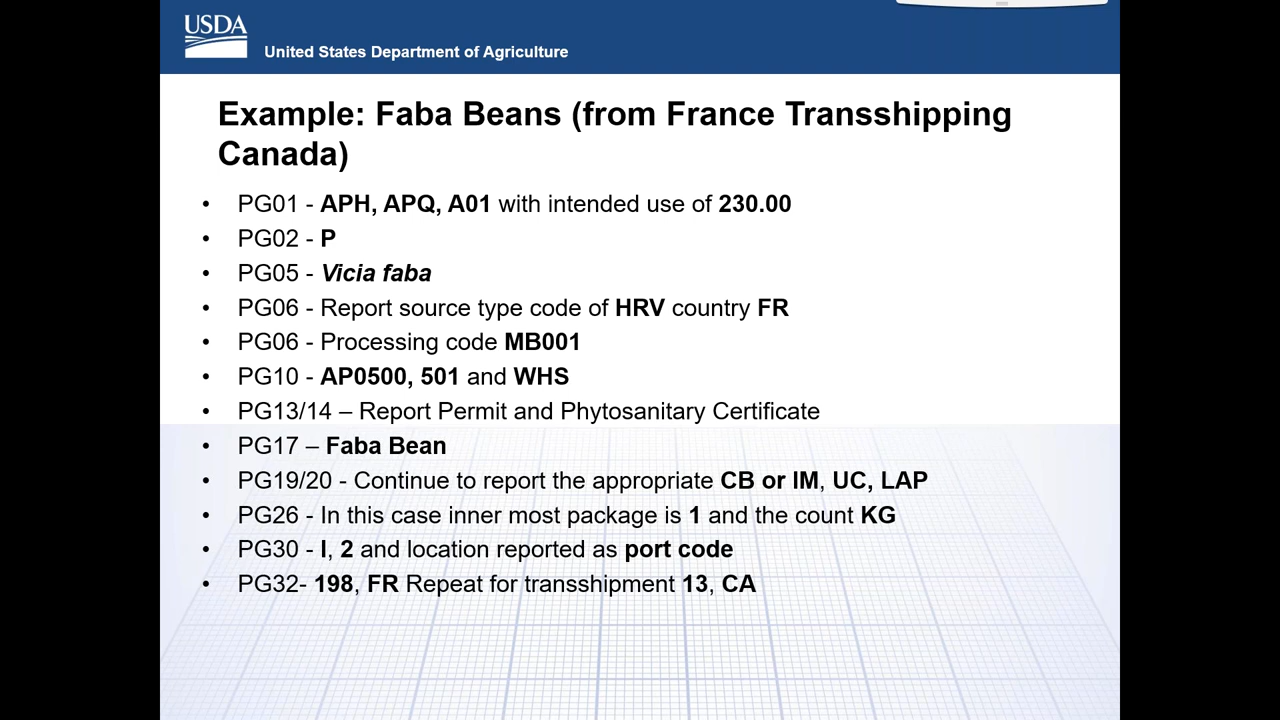 USDA
United States Department of Agriculture
Example: Faba Beans (from France Transshipping
Canada)
• PG01 - APH, APQ, A01 with intended use of 230.00
• PG02 - P
• PG05 - Vicia faba
• PG06 - Report source type code of HRV country FR
• PG06 - Processing code MB001
• PG10 - AP0500, 501 and WHS
• PG13/14 – Report Permit and Phytosanitary Certificate
• PG17 – Faba Bean
• PG19/20 - Continue to report the appropriate CB or IM, UC, LAP
• PG26 - In this case inner most package is 1 and the count KG
• PG30 - I, 2 and location reported as port code
• PG32- 198, FR Repeat for transshipment 13, CA